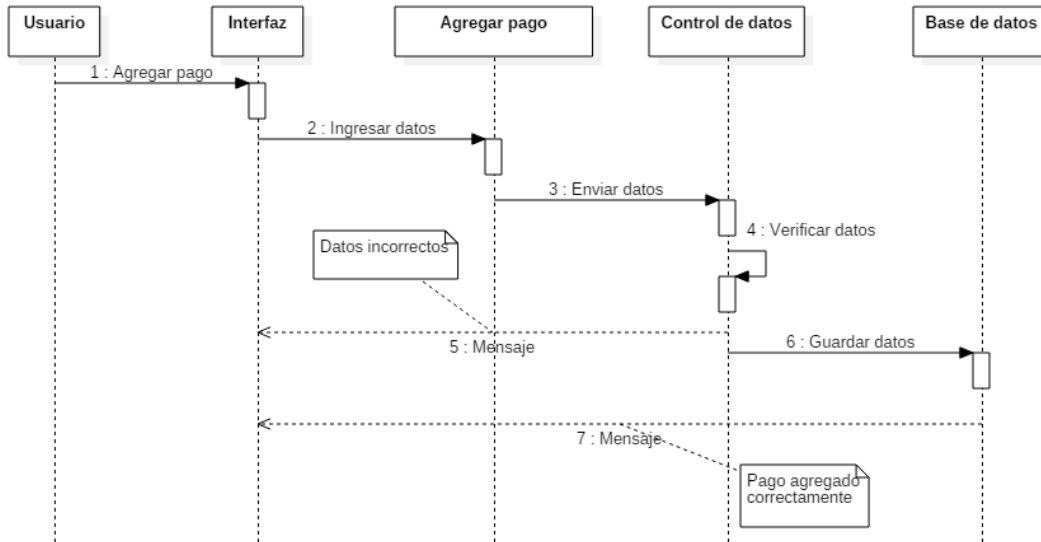 Usuario
Interfaz
Agregar pago
Control de datos
Base de datos
1 : Agregar pago
2 : Ingresar datos
3 : Enviar datos
4 : Verificar datos
Datos incorrectos
5 : Mensaje
6 : Guardar datos
7 : Mensaje
Pago agregado
correctamente